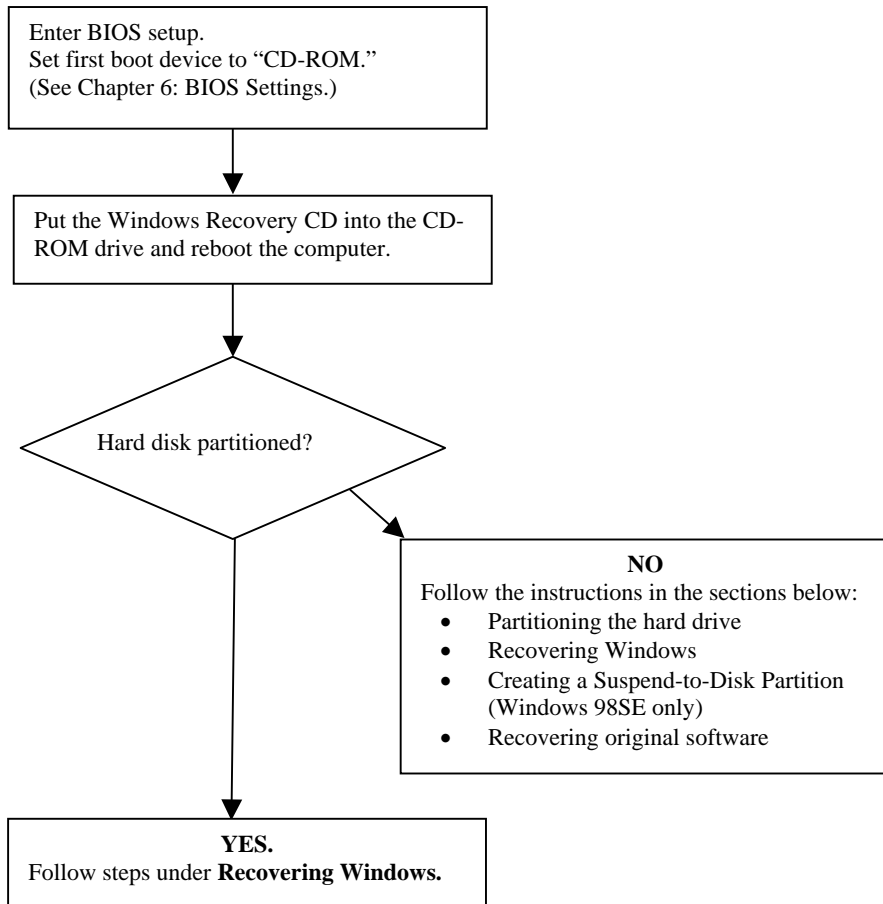 Enter BIOS setup.
Set first boot device to “CD-ROM.”
(See Chapter 6: BIOS Settings.)
Put the Windows Recovery CD into the CD-
ROM drive and reboot the computer.
Hard disk partitioned?
NO
Follow the instructions in the sections below:
• Partitioning the hard drive
• Recovering Windows
• Creating a Suspend-to-Disk Partition
(Windows 98SE only)
• Recovering original software
YES.
Follow steps under Recovering Windows.